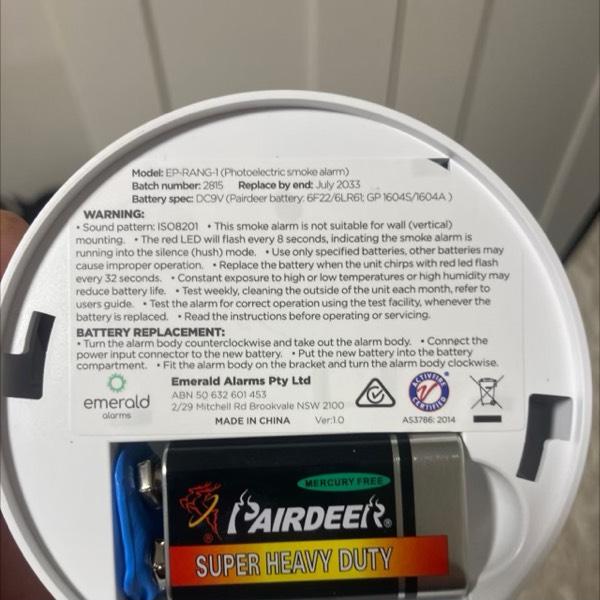 Model: EP-RANG-1 (Photoelectric smoke alarm)
Batch number: 2815 Replace by end: July 2033
Battery spec: DC9V (Pairdeer battery: 6F22/6LR61; GP 1604S/1604A )
WARNING:
• Sound pattern: ISO8201 • This smoke alarm is not suitable for wall (vertical)
mounting. • The red LED will flash every 8 seconds, indicating the smoke alarm is
running into the silence (hush) mode. • Use only specified batteries, other batteries may
cause improper operation. • Replace the battery when the unit chirps with red led flash
every 32 seconds. • Constant exposure to high or low temperatures or high humidity may
reduce battery life. • Test weekly, cleaning the outside of the unit each month, refer to
users guide. • Test the alarm for correct operation using the test facility, whenever the
battery is replaced. • Read the instructions before operating or servicing.
BATTERY REPLACEMENT:
• Turn the alarm body counterclockwise and take out the alarm body. • Connect the
power input connector to the new battery. • Put the new battery into the battery
compartment. • Fit the alarm body on the bracket and turn the alarm body clockwise.
emerald
alarms
Emerald Alarms Pty Ltd
ABN 50 632 601 453
2/29 Mitchell Rd Brookvale NSW 2100
MADE IN CHINA Ver:1.0
ACTIVFIRE
CERTIFIED
AS3786: 2014
MERCURY FREE
PAIRDEER®
SUPER HEAVY DUTY